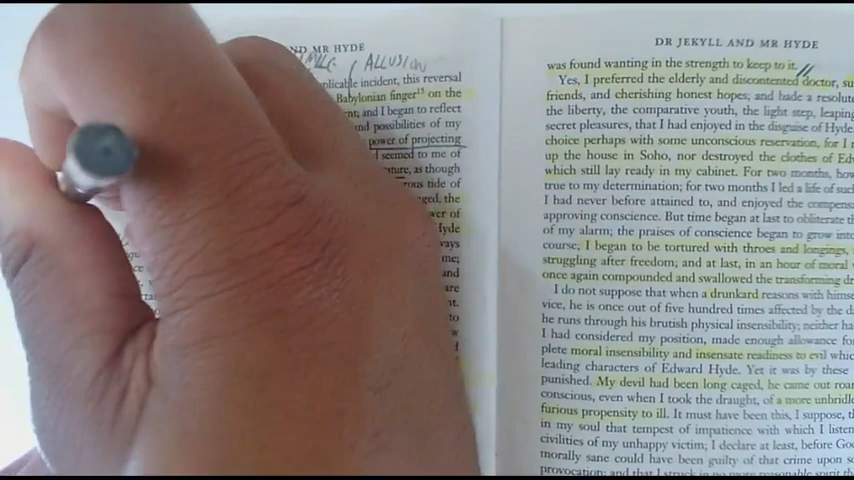 ND MR HYDE
ALLUSION
plicable incident, this reversal
Babylonian finger15 on the
nt; and I began to reflect
and possibilities of my
power of projecting
I seemed to me of
ature, as though
rous tide of
ged, the
wer of
Hyde
ways
me;
and
are
to
DR JEKYLL AND MR HYDE
was found wanting in the strength to keep to it.
Yes, I preferred the elderly and discontented doctor, su
friends, and cherishing honest hopes; and bade a resolute
the liberty, the comparative youth, the light step, leaping
secret pleasures, that I had enjoyed in the disguise of Hyde.
choice perhaps with some unconscious reservation, for I n
up the house in Soho, nor destroyed the clothes of Ed
which still lay ready in my cabinet. For two months, how
true to my determination; for two months I led a life of suc
I had never before attained to, and enjoyed the compensa
approving conscience. But time began at last to obliterate th
of my alarm; the praises of conscience began to grow into
course, I began to be tortured with throes and longings,
struggling after freedom; and at last, in an hour of moral
once again compounded and swallowed the transforming dr
I do not suppose that when a drunkard reasons with himse
vice, he is once out of five hundred times affected by the da
he runs through his brutish physical insensibility; neither ha
I had considered my position, made enough allowance fo
plete moral insensibility and insensate readiness to evil which
leading characters of Edward Hyde. Yet it was by these
punished. My devil had been long caged, he came out roar
conscious, even when I took the draught, of a more unbridle
furious propensity to ill. It must have been this, I suppose, th
in my soul that tempest of impatience with which I listen
civilities of my unhappy victim; I declare at least, before God
morally sane could have been guilty of that crime upon s
provocation; and that I struck in no more reasonable spirit th